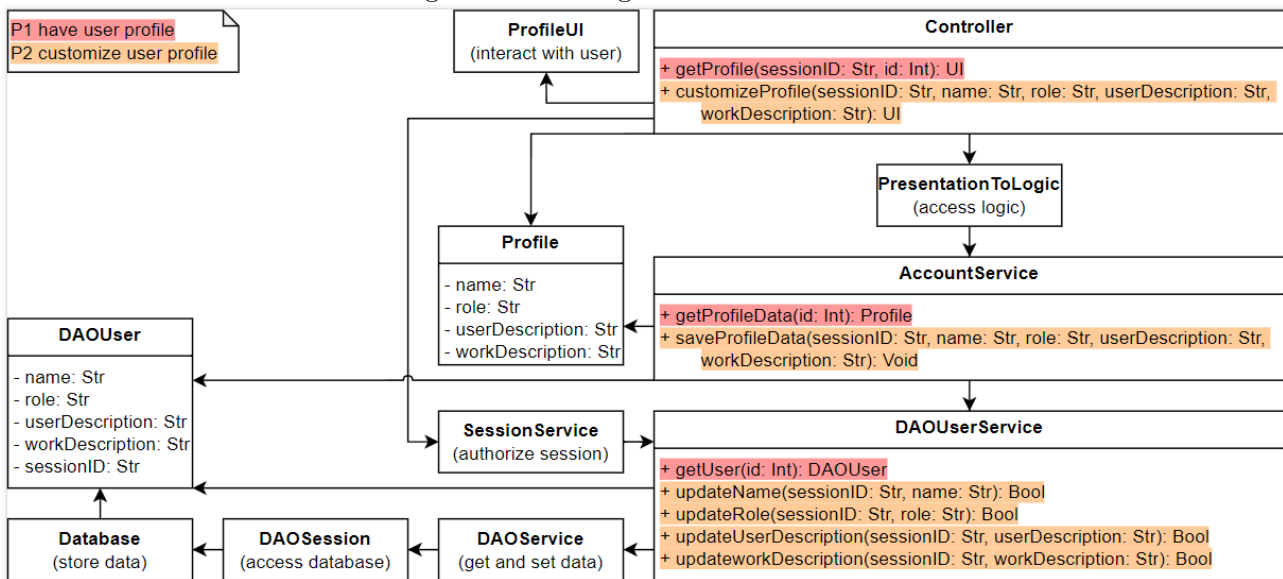 P1 have user profile
P2 customize user profile
ProfileUI
(interact with user)
Controller
+ getProfile(sessionID: Str, id: Int): UI
+ customizeProfile(sessionID: Str, name: Str, role: Str, userDescription: Str,
workDescription: Str): UI
PresentationToLogic
(access logic)
Profile
- name: Str
- role: Str
- userDescription: Str
- workDescription: Str
AccountService
+ getProfileData(id: Int): Profile
+ saveProfileData(sessionID: Str, name: Str, role: Str, userDescription: Str,
workDescription: Str): Void
DAOUser
- name: Str
- role: Str
- userDescription: Str
- workDescription: Str
- sessionID: Str
SessionService
(authorize session)
DAOUserService
+ getUser(id: Int): DAOUser
+ updateName(sessionID: Str, name: Str): Bool
+ updateRole(sessionID: Str, role: Str): Bool
+ updateUserDescription(sessionID: Str, userDescription: Str): Bool
+ updateworkDescription(sessionID: Str, workDescription: Str): Bool
Database
(store data)
DAOSession
(access database)
DAOService
(get and set data)